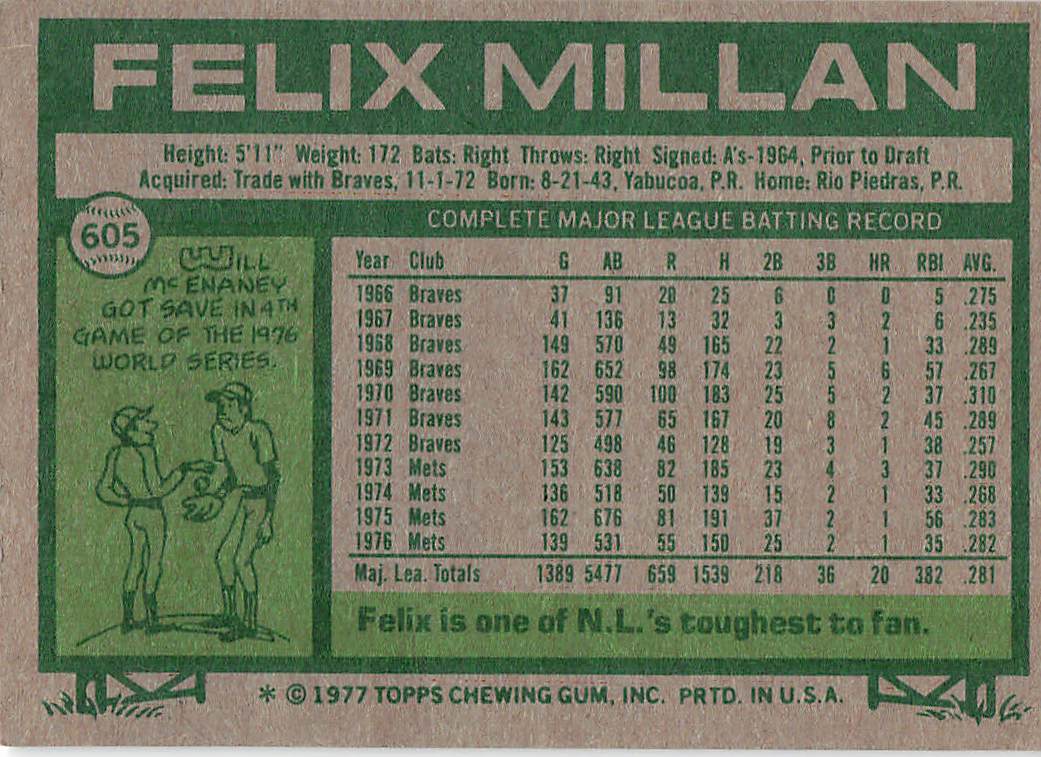 FELIX MILLAN
Height: 5'11" Weight: 172 Bats: Right Throws: Right Signed: A's-1964, Prior to Draft
Acquired: Trade with Braves, 11-1-72 Born: 8-21-43, Yabucoa, P.R. Home: Rio Piedras, P.R.
605
WILL
McENANEY
GOT SAVE IN 4TH
GAME OF THE 1976
WORLD SERIES.
COMPLETE MAJOR LEAGUE BATTING RECORD
Year Club G AB R H 2B 3B HR RBI AVG.
1966 Braves 37 91 20 25 6 0 0 5 .275
1967 Braves 41 136 13 32 3 3 2 6 .235
1968 Braves 149 570 49 165 22 2 1 33 .289
1969 Braves 162 652 98 174 23 5 6 57 .267
1970 Braves 142 590 100 183 25 5 2 37 .310
1971 Braves 143 577 65 167 20 8 2 45 .289
1972 Braves 125 498 46 128 19 3 1 38 .257
1973 Mets 153 638 82 185 23 4 3 37 .290
1974 Mets 136 518 50 139 15 2 1 33 .268
1975 Mets 162 676 81 191 37 2 1 56 .283
1976 Mets 139 531 55 150 25 2 1 35 .282
Maj. Lea. Totals 1389 5477 659 1539 218 36 20 382 .281
Felix is one of N.L.'s toughest to fan.
* © 1977 TOPPS CHEWING GUM, INC. PRTD. IN U.S.A.